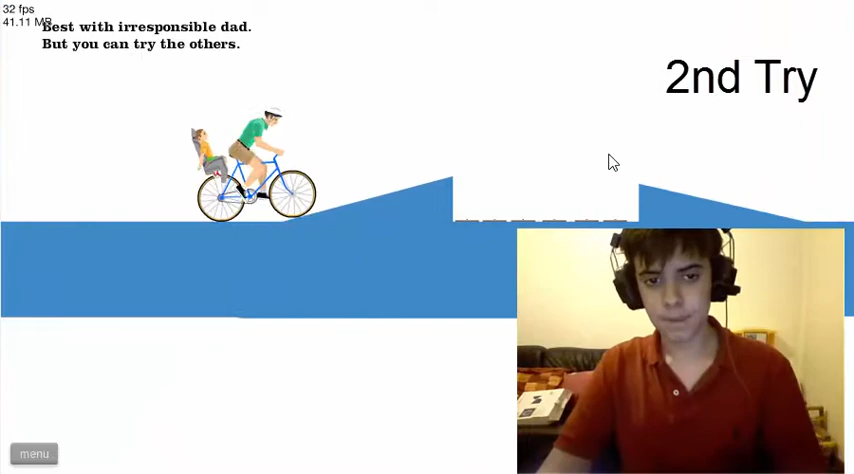 32 fps
41.11 MB
Best with irresponsible dad.
But you can try the others.
2nd Try
menu